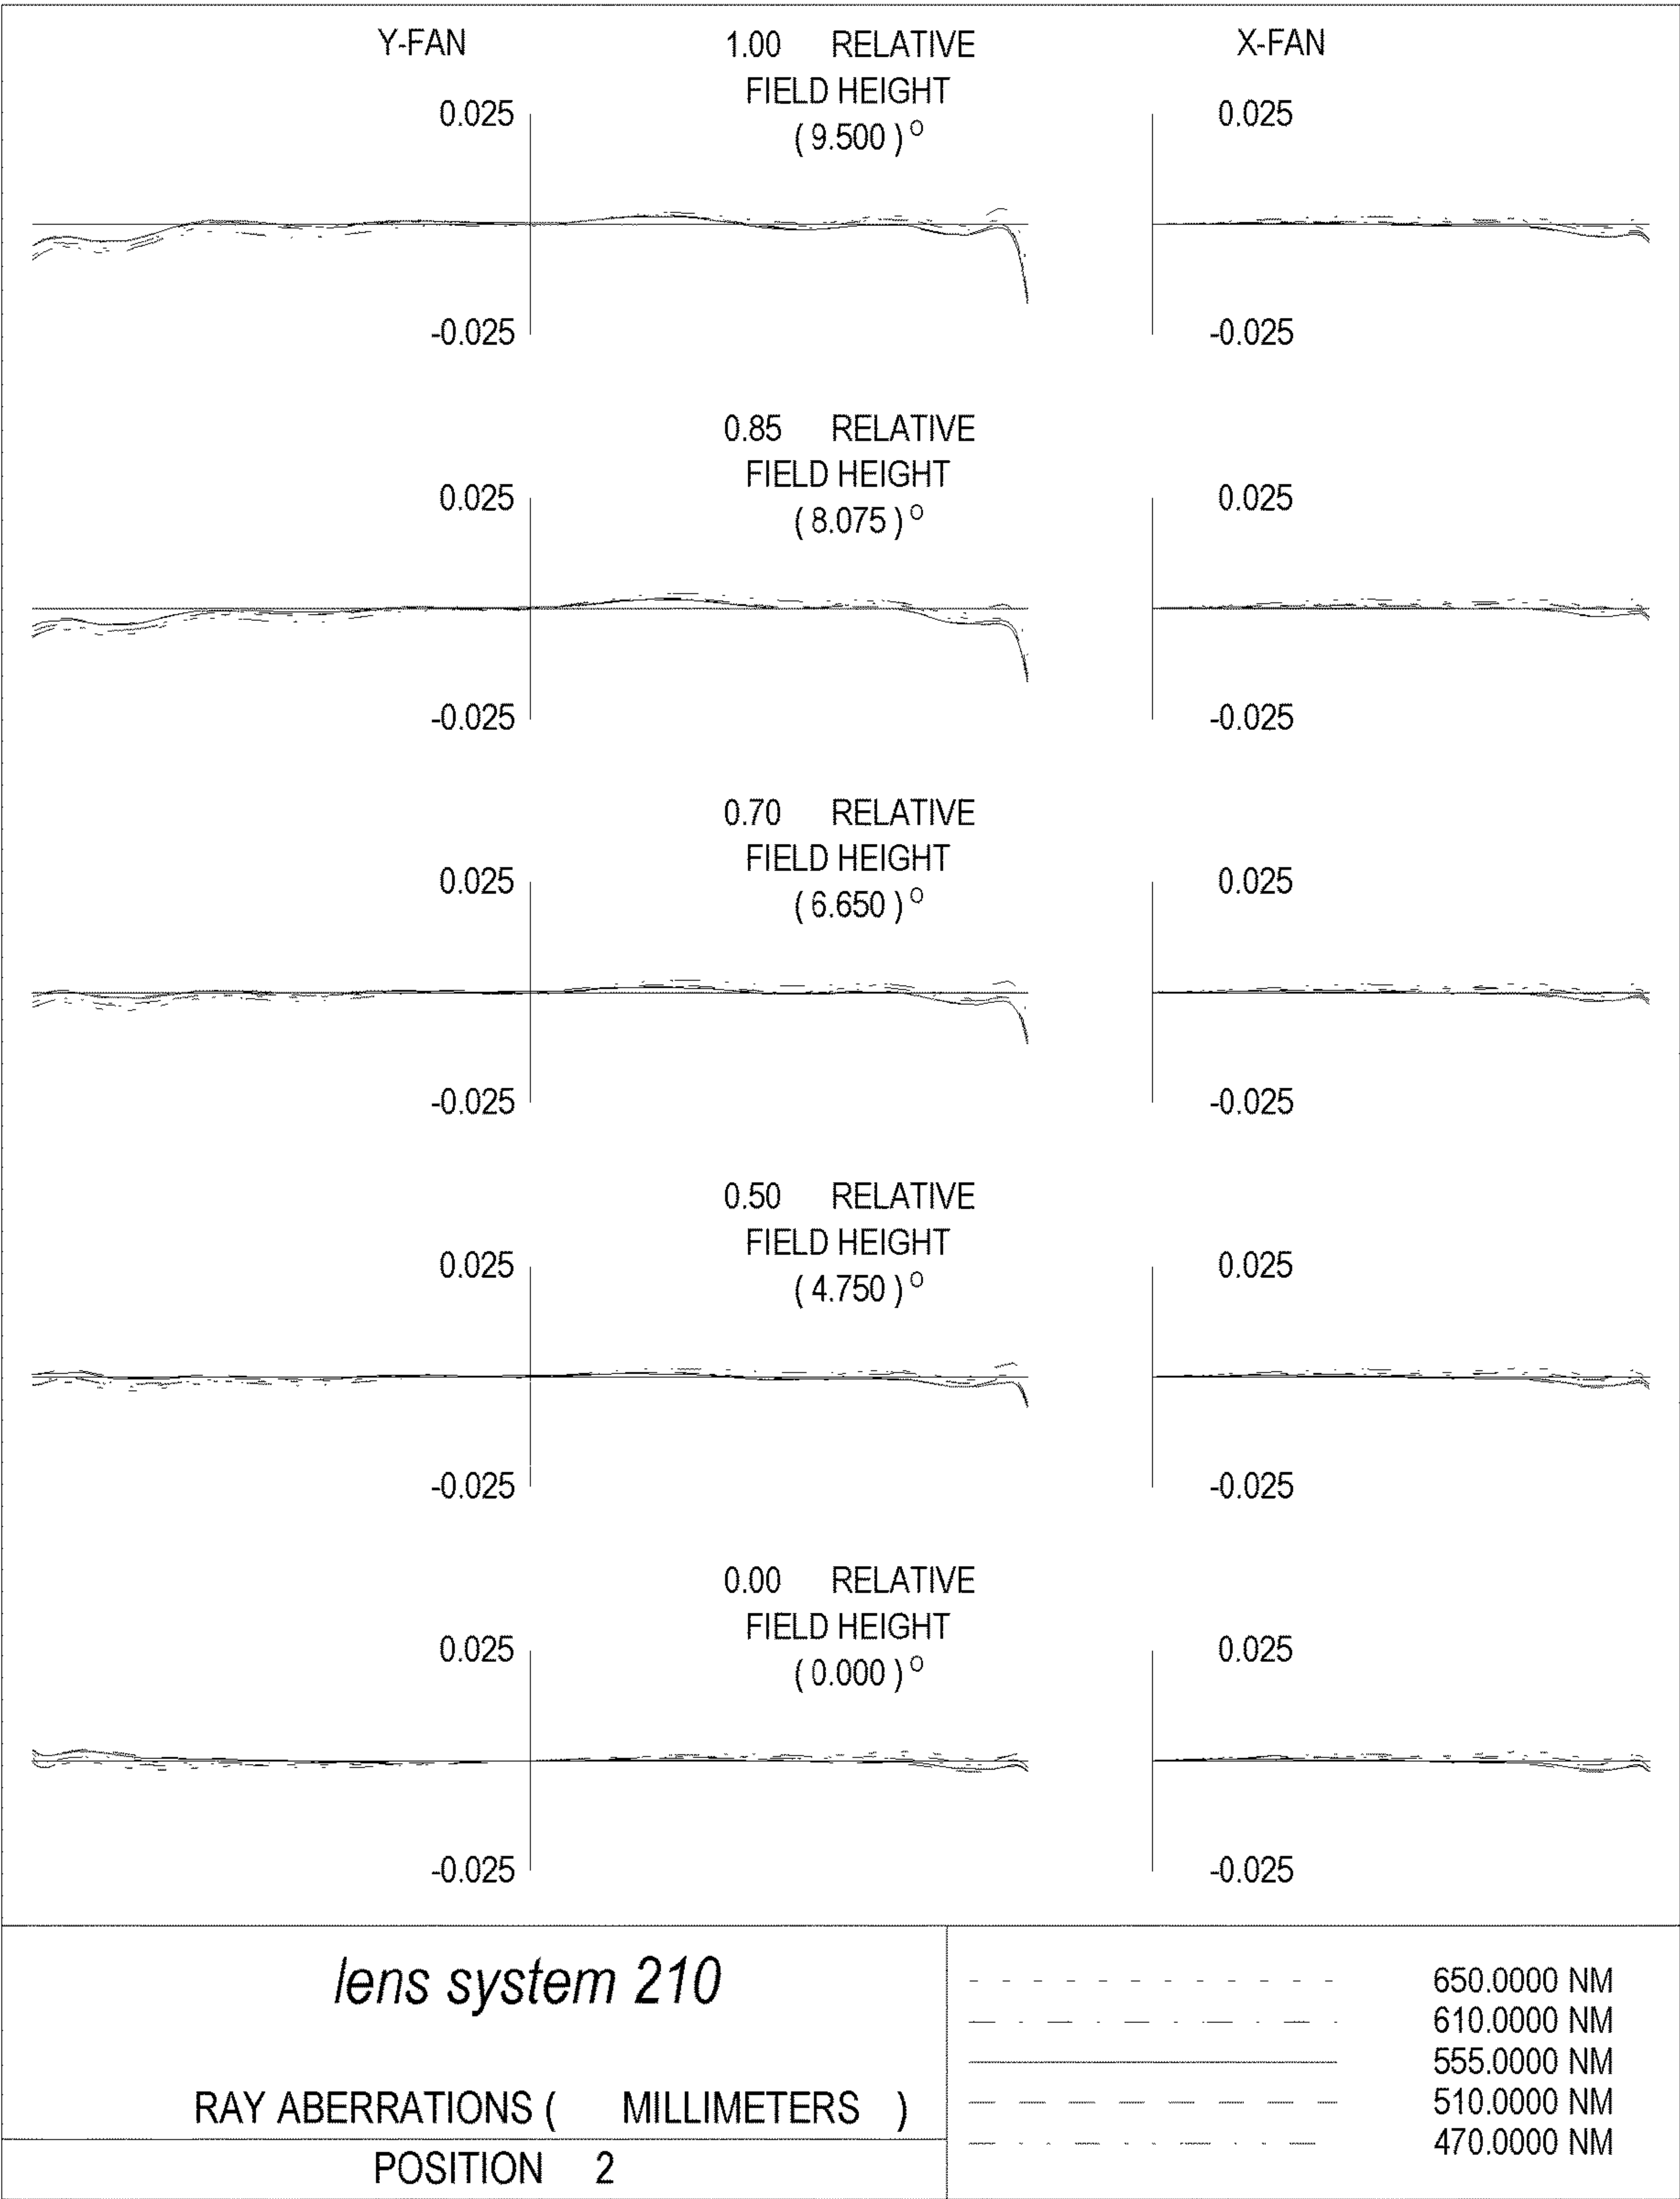 Y-FAN 1.00 RELATIVE X-FAN
FIELD HEIGHT
0.025 ( 9.500 ) O 0.025
-0.025 -0.025
0.85 RELATIVE
FIELD HEIGHT
0.025 ( 8.075 ) O 0.025
-0.025 -0.025
0.70 RELATIVE
FIELD HEIGHT
0.025 ( 6.650 ) O 0.025
-0.025 -0.025
0.50 RELATIVE
FIELD HEIGHT
0.025 ( 4.750 ) O 0.025
-0.025 -0.025
0.00 RELATIVE
FIELD HEIGHT
0.025 ( 0.000 ) O 0.025
-0.025 -0.025
lens system 210
RAY ABERRATIONS ( MILLIMETERS )
POSITION 2
650.0000 NM
610.0000 NM
555.0000 NM
510.0000 NM
470.0000 NM